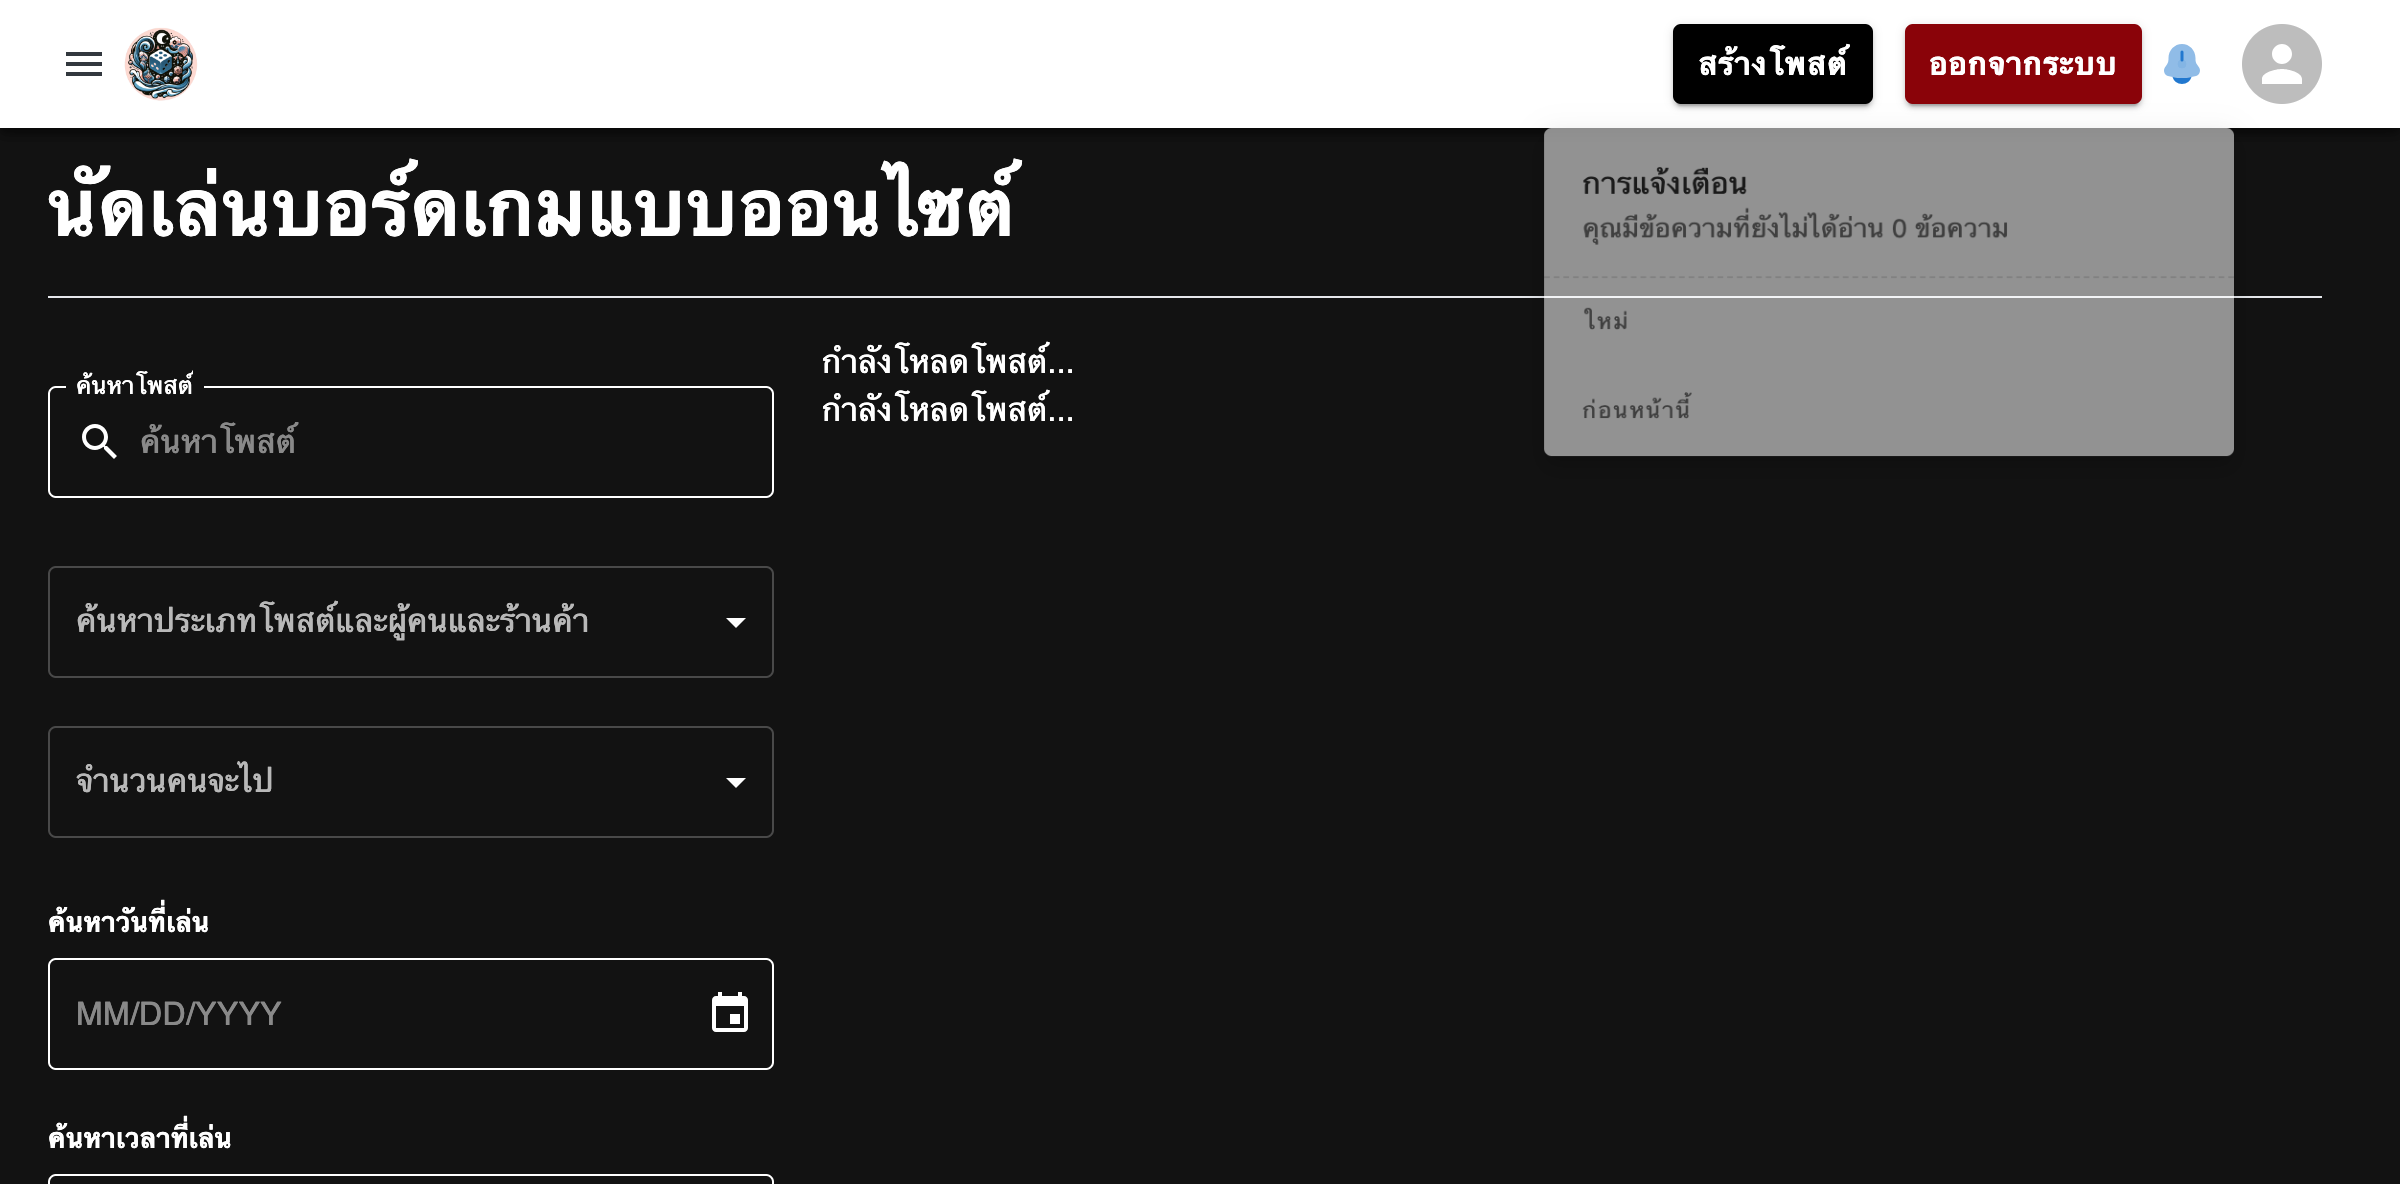 สร้างโพสต์
ออกจากระบบ
นัดเล่นบอร์ดเกมแบบออนไซต์
การแจ้งเตือน
คุณมีข้อความที่ยังไม่ได้อ่าน 0 ข้อความ
ใหม่
ก่อนหน้านี้
ค้นหาโพสต์
ค้นหาโพสต์
กำลังโหลดโพสต์...
กำลังโหลดโพสต์...
ค้นหาประเภทโพสต์และผู้คนและร้านค้า
จำนวนคนจะไป
ค้นหาวันที่เล่น
MM/DD/YYYY
ค้นหาเวลาที่เล่น